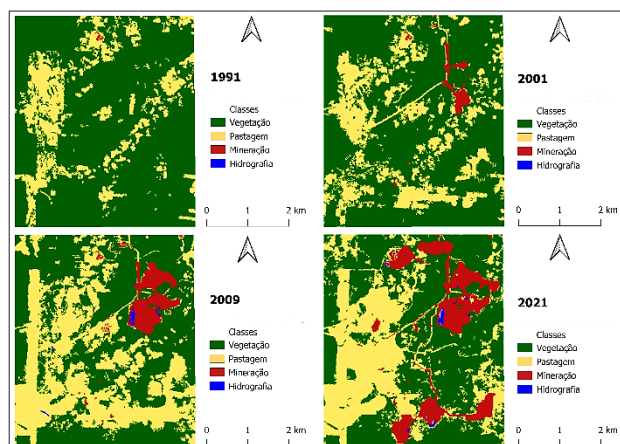 1991
Classes
Vegetação
Pastagem
Mineração
Hidrografia
0 1 2 km
2001
Classes
Vegetação
Pastagem
Mineração
Hidrografia
0 1 2 km
2009
Classes
Vegetação
Pastagem
Mineração
Hidrografia
0 1 2 km
2021
Classes
Vegetação
Pastagem
Mineração
Hidrografia
0 1 2 km